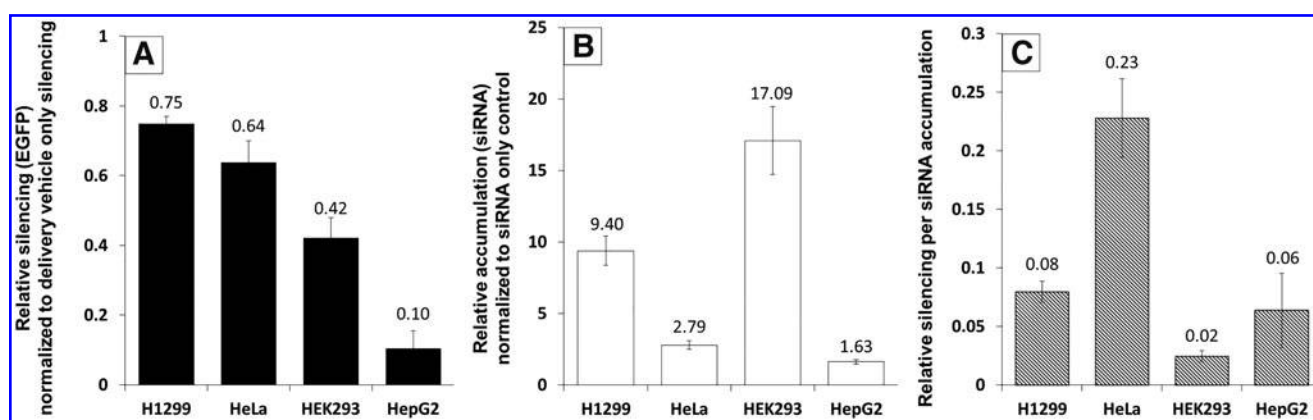 A
Relative silencing (EGFP)
normalized to delivery vehicle only silencing
1
0.8
0.6
0.4
0.2
0
0.75
0.64
0.42
0.10
H1299 HeLa HEK293 HepG2
B
Relative accumulation (siRNA)
normalized to siRNA only control
25
20
15
10
5
0
9.40
2.79
17.09
1.63
H1299 HeLa HEK293 HepG2
C
Relative silencing per siRNA accumulation
0.3
0.25
0.2
0.15
0.1
0.05
0
0.08
0.23
0.02
0.06
H1299 HeLa HEK293 HepG2